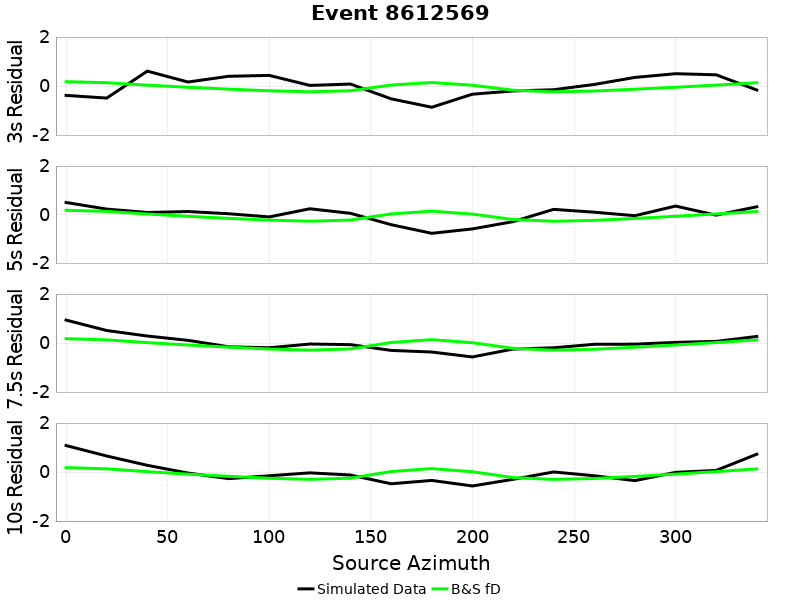 Event 8612569
3s Residual
2
0
-2
5s Residual
2
0
-2
7.5s Residual
2
0
-2
10s Residual
2
0
-2
0 50 100 150 200 250 300
Source Azimuth
Simulated Data B&S fD